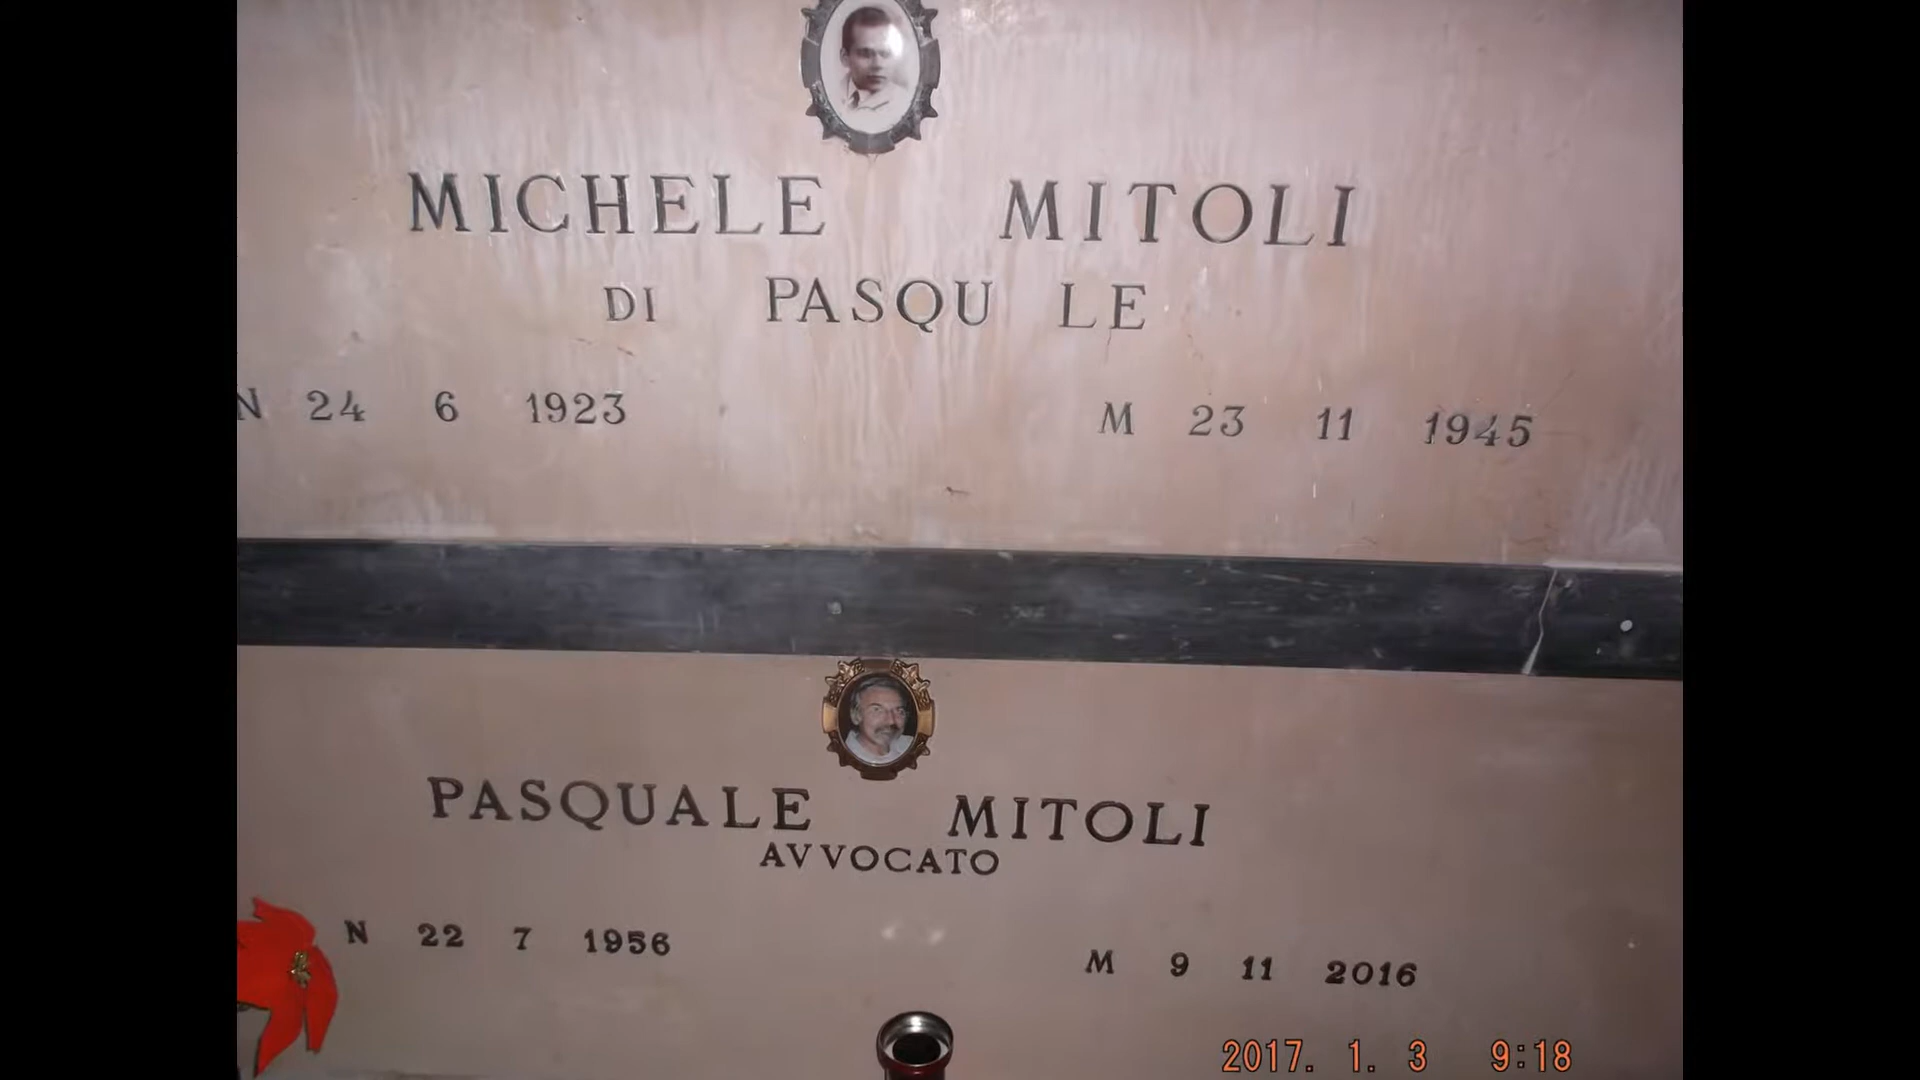 MICHELE MITOLI
DI PASQU LE
N 24 6 1923 M 23 11 1945
PASQUALE MITOLI
AVVOCATO
N 22 7 1956 M 9 11 2016
2017. 1. 3 9:18